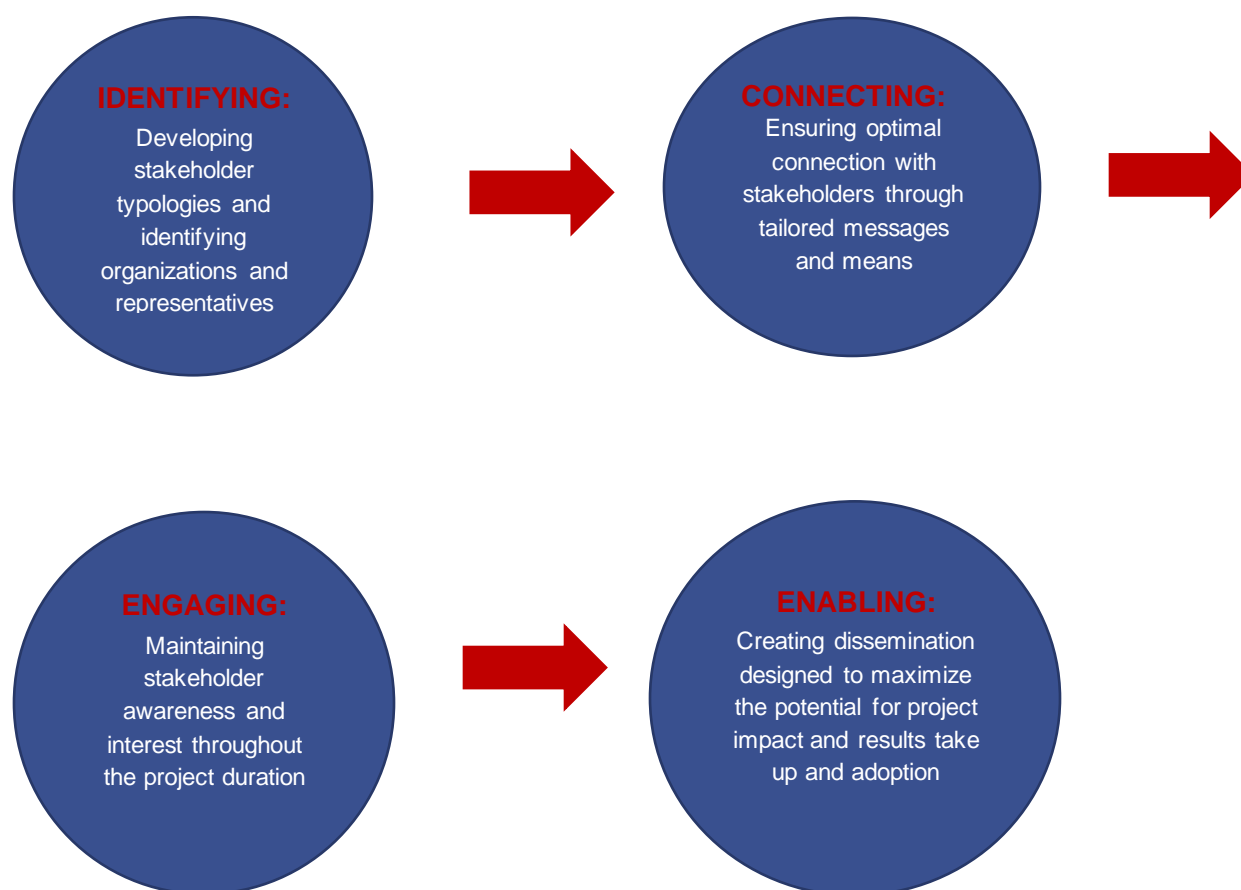 IDENTIFYING:
Developing
stakeholder
typologies and
identifying
organizations and
representatives
CONNECTING:
Ensuring optimal
connection with
stakeholders through
tailored messages
and means
ENGAGING:
Maintaining
stakeholder
awareness and
interest throughout
the project duration
ENABLING:
Creating dissemination
designed to maximize
the potential for project
impact and results take
up and adoption